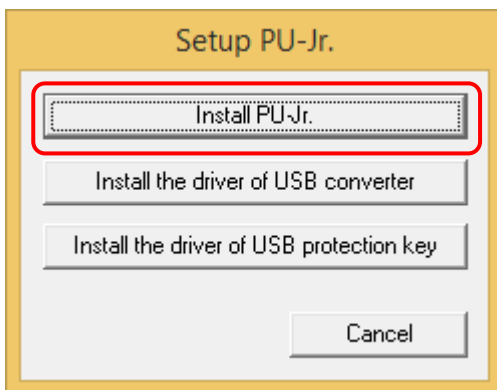 Setup PU-Jr.
Install PU-Jr.
Install the driver of USB converter
Install the driver of USB protection key
Cancel